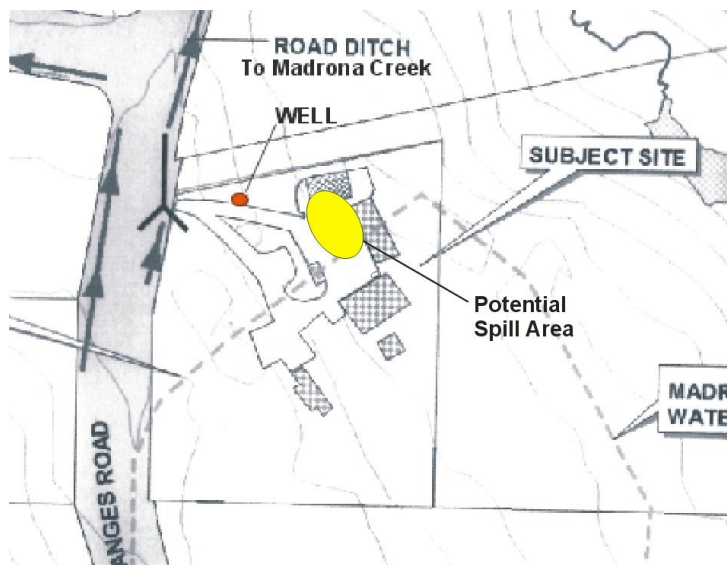 ROAD DITCH
To Madrona Creek
WELL
SUBJECT SITE
Potential
Spill Area
MADR
WATE
ANGES ROAD